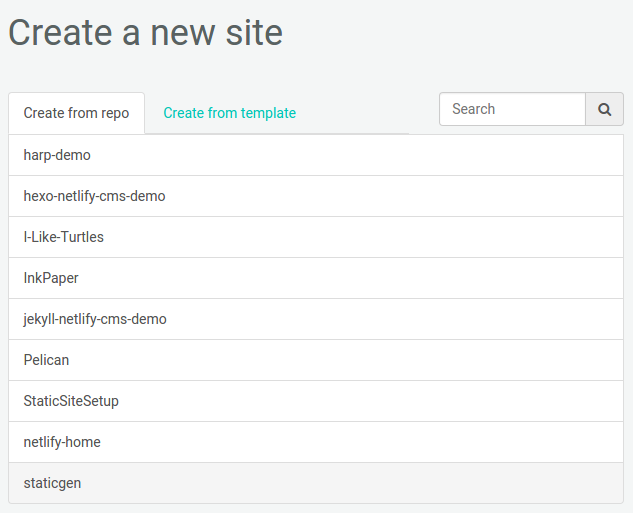 Create a new site
Create from repo
Create from template
Search
harp-demo
hexo-netlify-cms-demo
I-Like-Turtles
InkPaper
jekyll-netlify-cms-demo
Pelican
StaticSiteSetup
netlify-home
staticgen